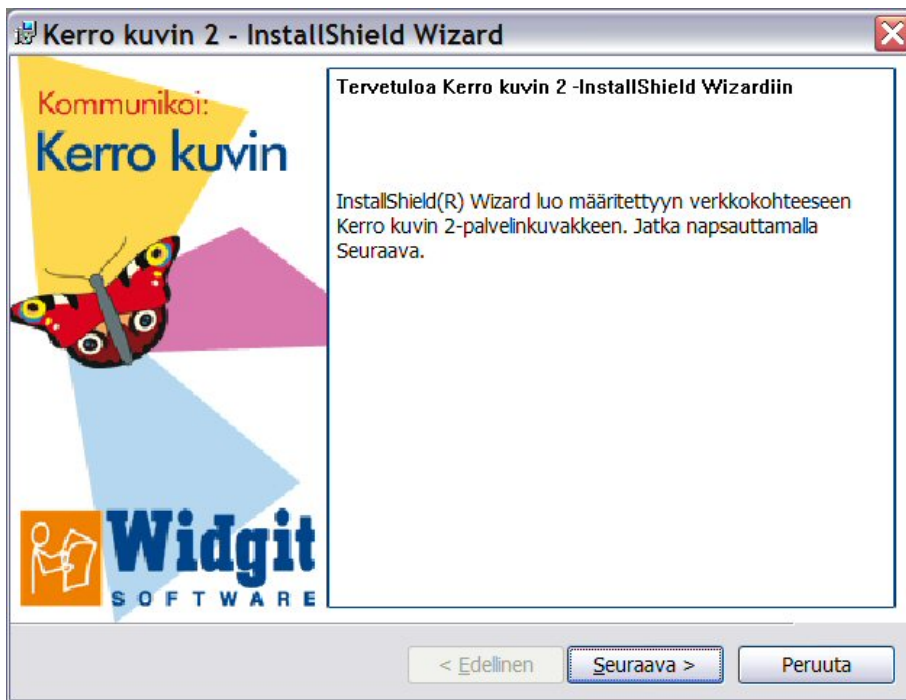 Kerro kuvin 2 - InstallShield Wizard
Kommunikoi:
Kerro kuvin
Widgit
SOFTWARE
Tervetuloa Kerro kuvin 2 -InstallShield Wizardiin
InstallShield(R) Wizard luo määritettyyn verkkokohteeseen
Kerro kuvin 2-palvelinkuvakkeen. Jatka napsauttamalla
Seuraava.
< Edellinen
Seuraava >
Peruuta